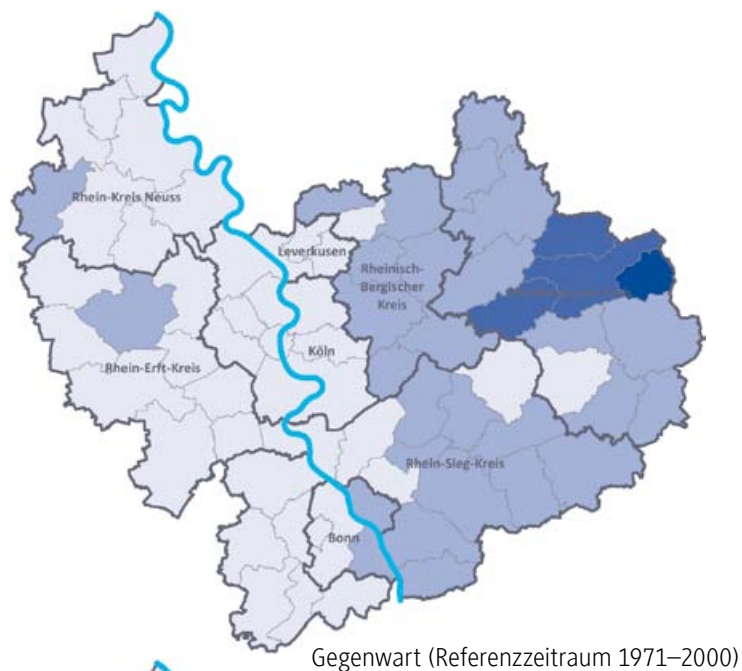 Rhein-Kreis Neuss
Leverkusen
Rheinisch-
Bergischer
Kreis
Köln
Rhein-Erft-Kreis
Rhein-Sieg-Kreis
Bonn
Gegenwart (Referenzzeitraum 1971–2000)